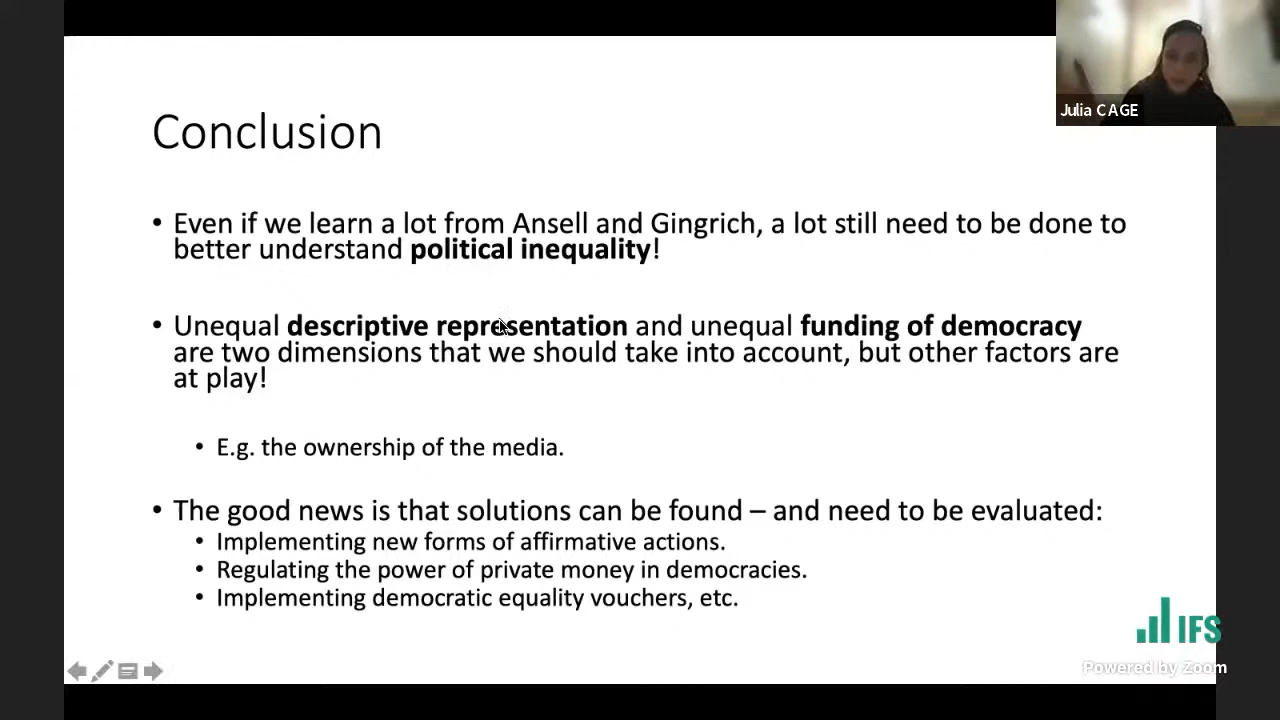 Julia CAGE
Conclusion
• Even if we learn a lot from Ansell and Gingrich, a lot still need to be done to
better understand political inequality!
• Unequal descriptive representation and unequal funding of democracy
are two dimensions that we should take into account, but other factors are
at play!
• E.g. the ownership of the media.
• The good news is that solutions can be found – and need to be evaluated:
• Implementing new forms of affirmative actions.
• Regulating the power of private money in democracies.
• Implementing democratic equality vouchers, etc.
IFS
Powered by Zoom